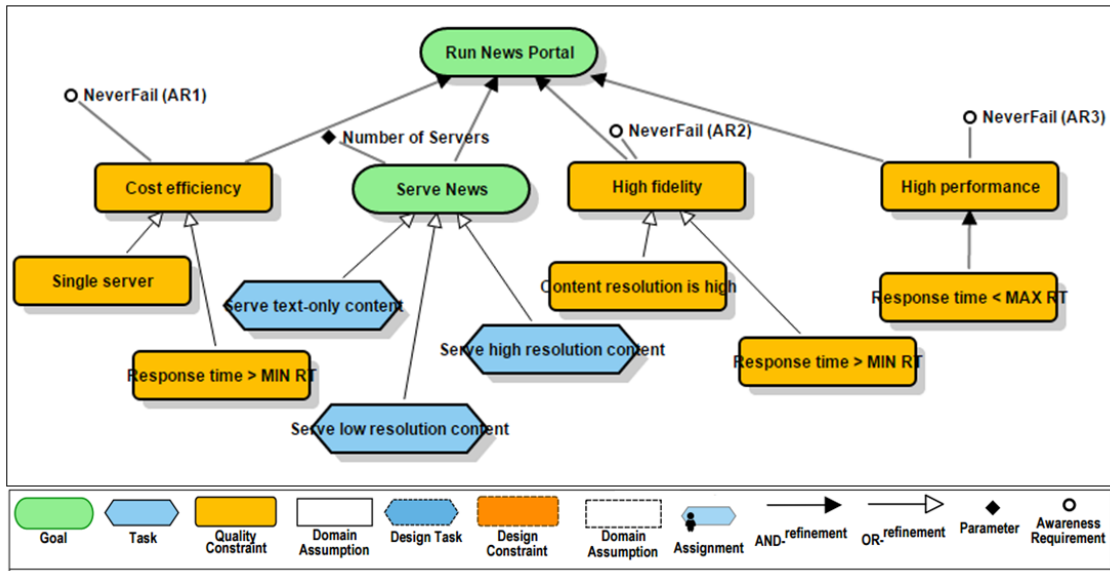 Run News Portal
NeverFail (AR1)
Number of Servers
NeverFail (AR2)
NeverFail (AR3)
Cost efficiency
Serve News
High fidelity
High performance
Single server
Serve text-only content
Content resolution is high
Response time < MAX RT
Serve high resolution content
Response time > MIN RT
Response time > MIN RT
Serve low resolution content
Goal
Task
Quality
Constraint
Domain
Assumption
Design Task
Design
Constraint
Domain
Assumption
Assignment
AND-refinement
OR-refinement
Parameter
Awareness
Requirement